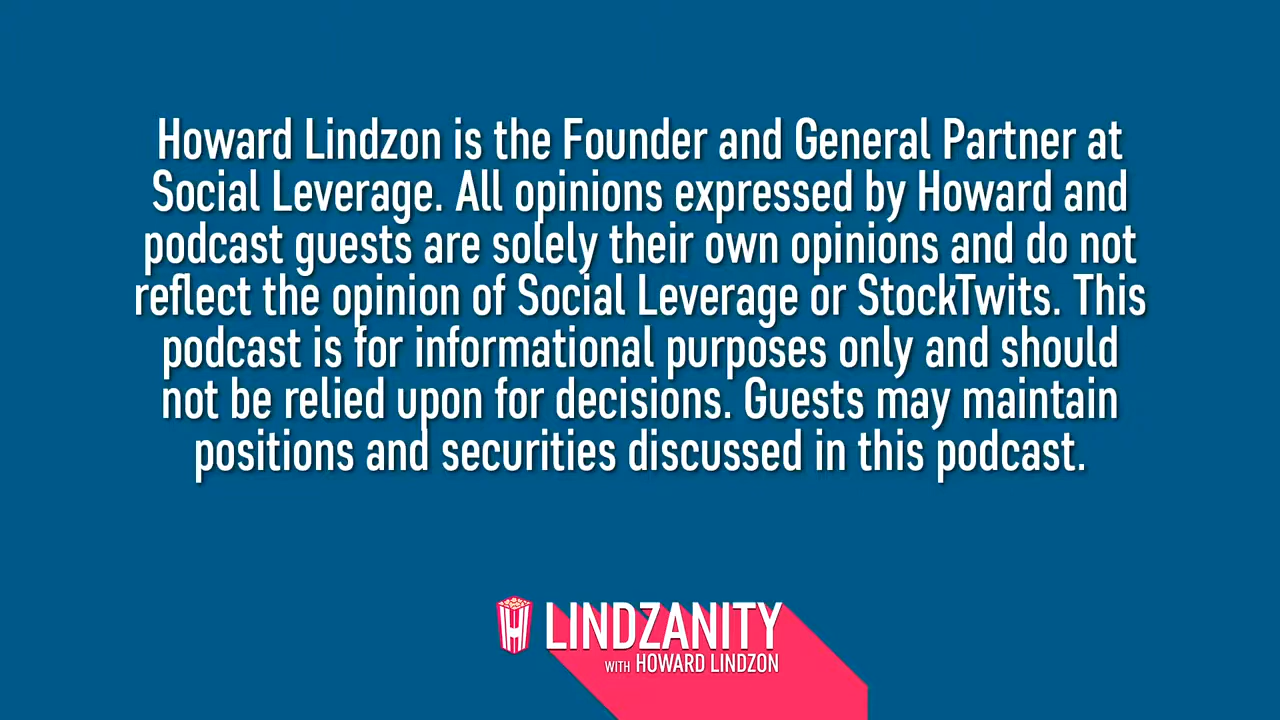 Howard Lindzon is the Founder and General Partner at
Social Leverage. All opinions expressed by Howard and
podcast guests are solely their own opinions and do not
reflect the opinion of Social Leverage or StockTwits. This
podcast is for informational purposes only and should
not be relied upon for decisions. Guests may maintain
positions and securities discussed in this podcast.
LINDZANITY
WITH HOWARD LINDZON